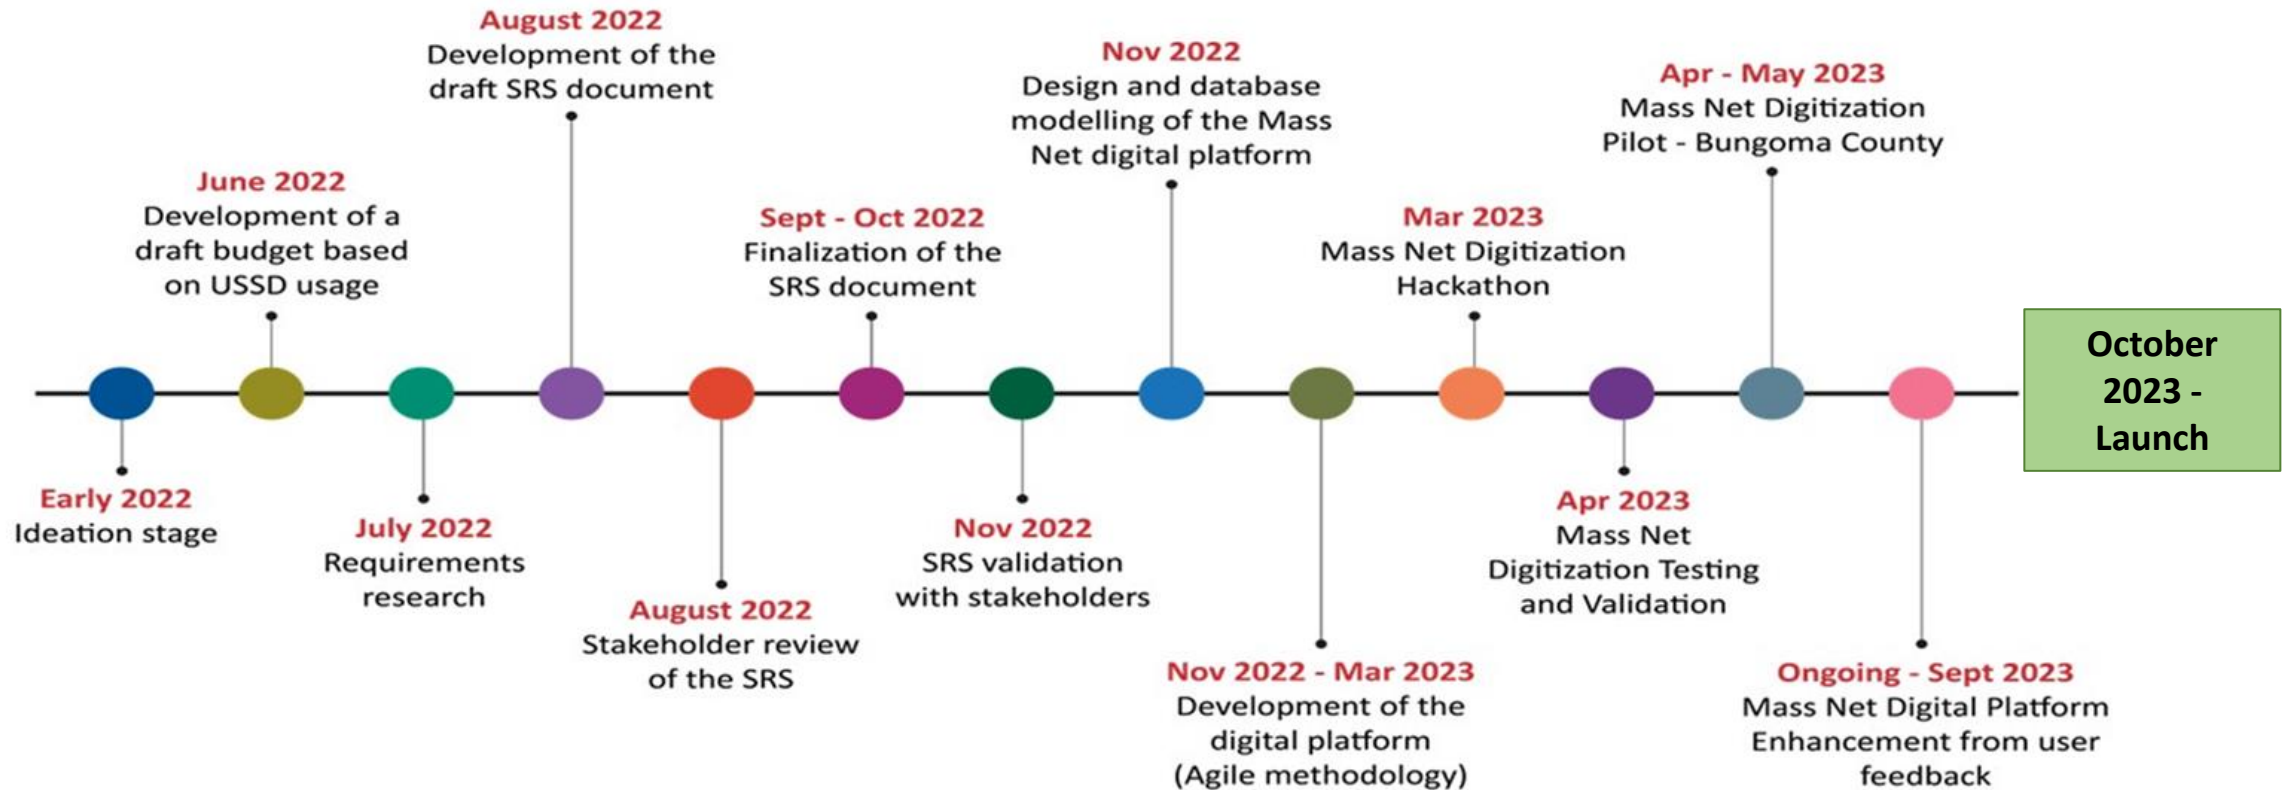 Early 2022
Ideation stage
June 2022
Development of a
draft budget based
on USSD usage
July 2022
Requirements
research
August 2022
Development of the
draft SRS document
August 2022
Stakeholder review
of the SRS
Sept - Oct 2022
Finalization of the
SRS document
Nov 2022
SRS validation
with stakeholders
Nov 2022
Design and database
modelling of the Mass
Net digital platform
Nov 2022 - Mar 2023
Development of the
digital platform
(Agile methodology)
Mar 2023
Mass Net Digitization
Hackathon
Apr 2023
Mass Net
Digitization Testing
and Validation
Apr - May 2023
Mass Net Digitization
Pilot - Bungoma County
Ongoing - Sept 2023
Mass Net Digital Platform
Enhancement from user
feedback
October
2023 -
Launch